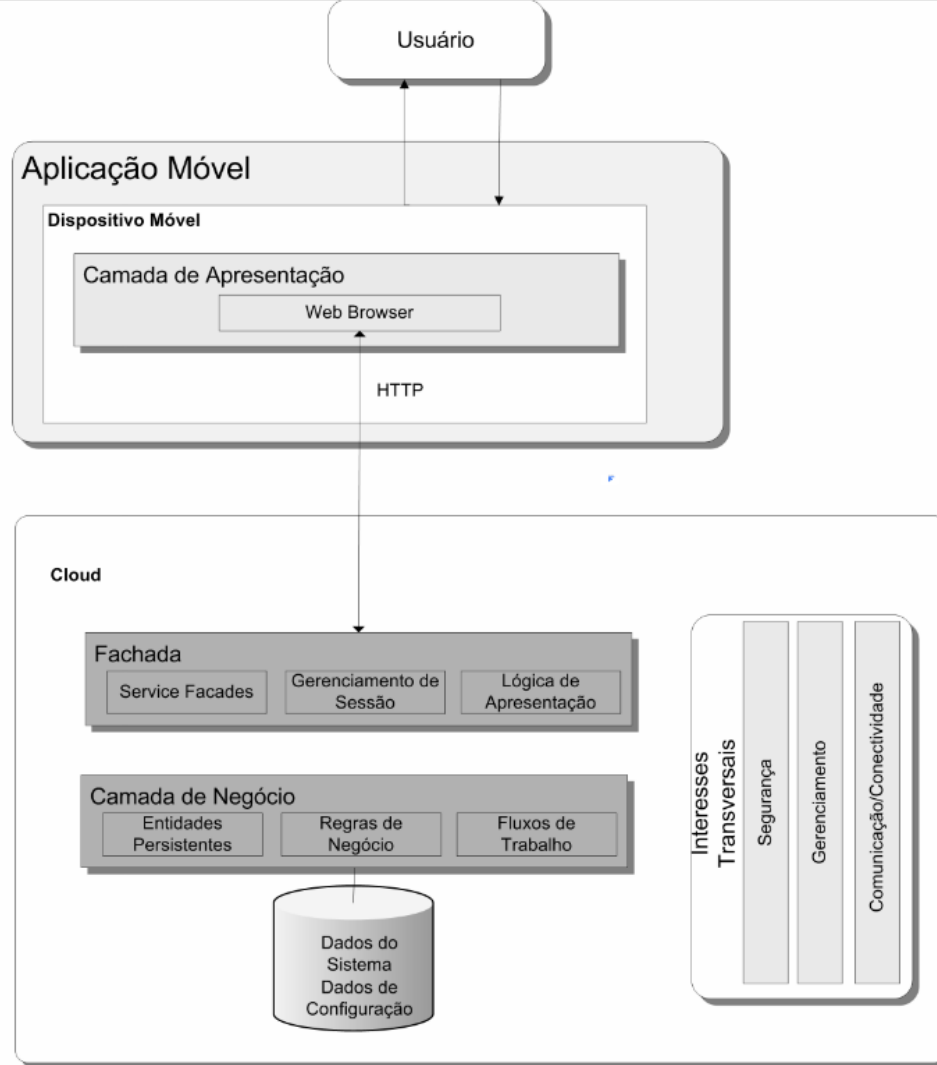 Usuário
Aplicação Móvel
Dispositivo Móvel
Camada de Apresentação
Web Browser
HTTP
Cloud
Fachada
Service Facades
Gerenciamento de
Sessão
Lógica de
Apresentação
Camada de Negócio
Entidades
Persistentes
Regras de
Negócio
Fluxos de
Trabalho
Dados do
Sistema
Dados de
Configuração
Interesses
Transversais
Segurança
Gerenciamento
Comunicação/Conectividade